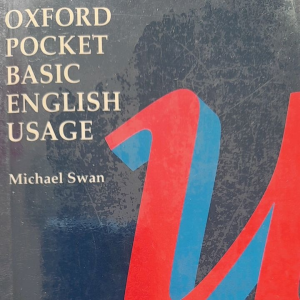 OXFORD
POCKET
BASIC
ENGLISH
USAGE
Michael Swan
u